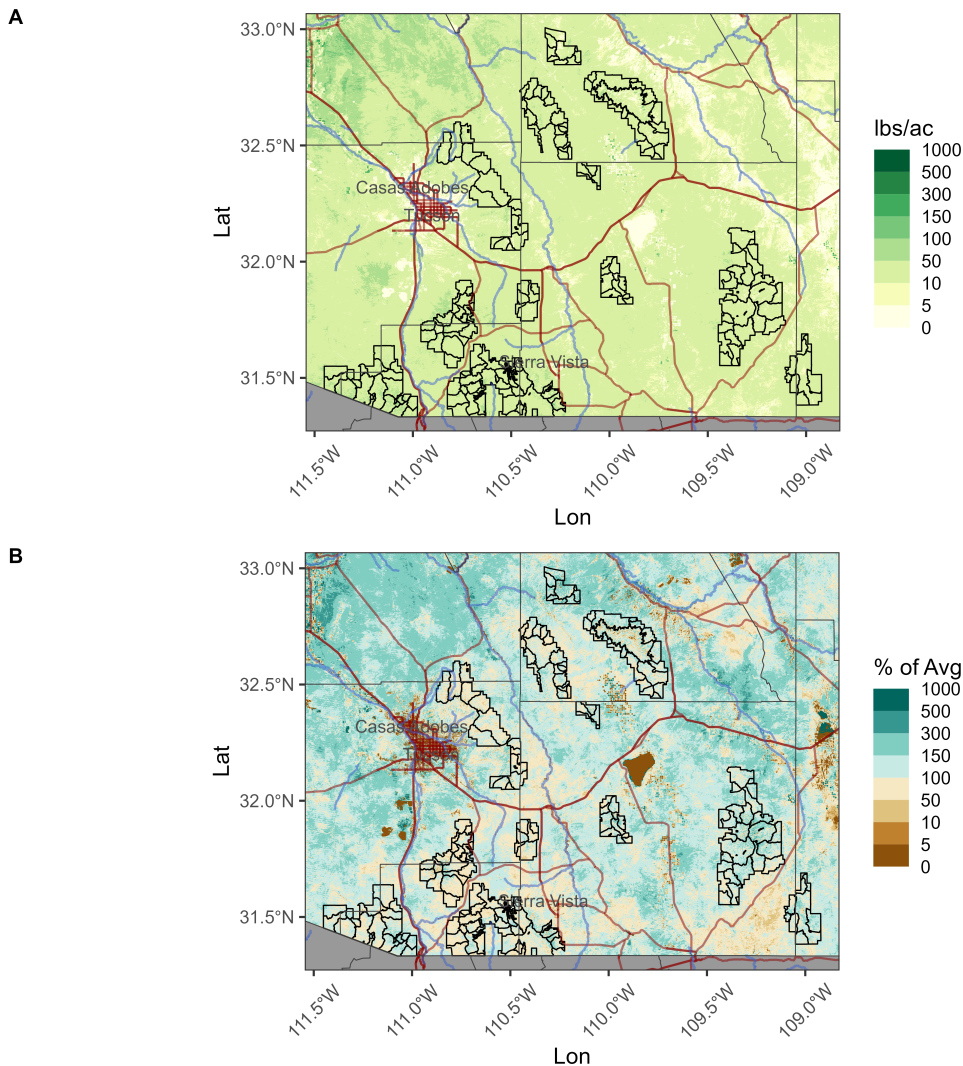 A
33.0°N
32.5°N
32.0°N
31.5°N
Lat
Casas Adobes
Tucson
Sierra Vista
111.5°W
111.0°W
110.5°W
110.0°W
109.5°W
109.0°W
Lon
lbs/ac
1000
500
300
150
100
50
10
5
0
B
33.0°N
32.5°N
32.0°N
31.5°N
Lat
Casas Adobes
Tucson
Sierra Vista
111.5°W
111.0°W
110.5°W
110.0°W
109.5°W
109.0°W
Lon
% of Avg
1000
500
300
150
100
50
10
5
0